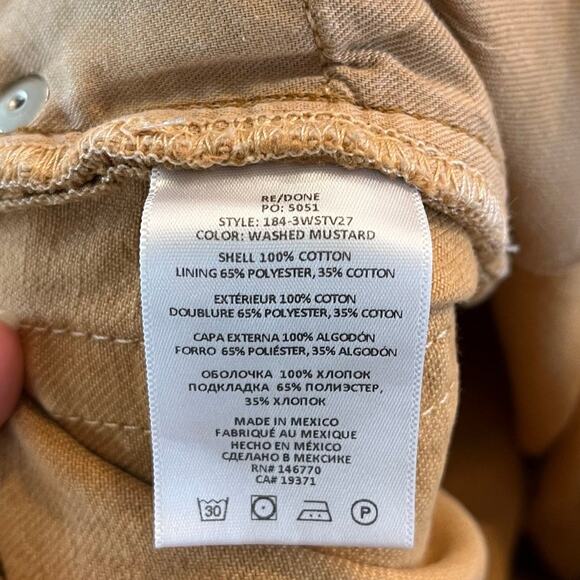 RE/DONE
PO: 5051
STYLE: 184-3WSTV27
COLOR: WASHED MUSTARD
SHELL 100% COTTON
LINING 65% POLYESTER, 35% COTTON
EXTÉRIEUR 100% COTON
DOUBLURE 65% POLYESTER, 35% COTON
CAPA EXTERNA 100% ALGODÓN
FORRO 65% POLIÉSTER, 35% ALGODÓN
ОБОЛОЧКА 100% ХЛОПОК
ПОДКЛАДКА 65% ПОЛИЭСТЕР,
35% ХЛОПОК
MADE IN MEXICO
FABRIQUÉ AU MEXIQUE
HECHO EN MÉXICO
СДЕЛАНО В МЕКСИКЕ
RN# 146770
CA# 19371
30 P